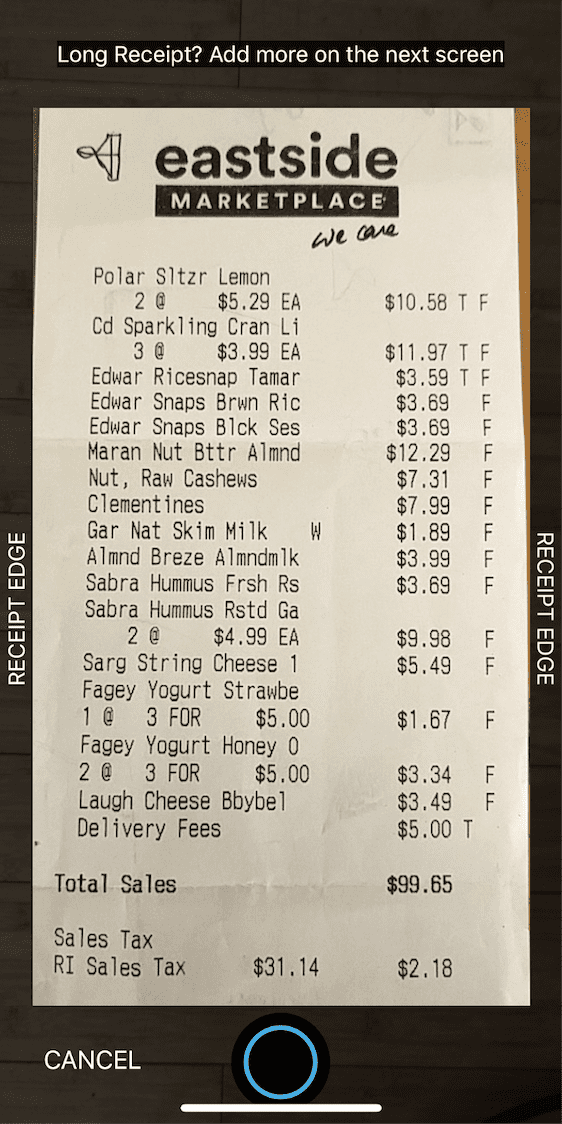 Long Receipt? Add more on the next screen
eastside
MARKETPLACE
we care
Polar Sltzr Lemon
2 @ $5.29 EA $10.58 T F
Cd Sparkling Cran Li
3 @ $3.99 EA $11.97 T F
Edwar Ricesnap Tamar $3.59 T F
Edwar Snaps Brwn Ric $3.69 F
Edwar Snaps Blck Ses $3.69 F
Maran Nut Bttr Almnd $12.29 F
Nut, Raw Cashews $7.31 F
Clementines $7.99 F
Gar Nat Skim Milk W $1.89 F
Almnd Breze Almndmlk $3.99 F
Sabra Hummus Frsh Rs $3.69 F
Sabra Hummus Rstd Ga
2 @ $4.99 EA $9.98 F
Sarg String Cheese 1 $5.49 F
Fagey Yogurt Strawbe
1 @ 3 FOR $5.00 $1.67 F
Fagey Yogurt Honey O
2 @ 3 FOR $5.00 $3.34 F
Laugh Cheese Bbybel $3.49 F
Delivery Fees $5.00 T
Total Sales $99.65
Sales Tax
RI Sales Tax $31.14 $2.18
RECEIPT EDGE
RECEIPT EDGE
CANCEL